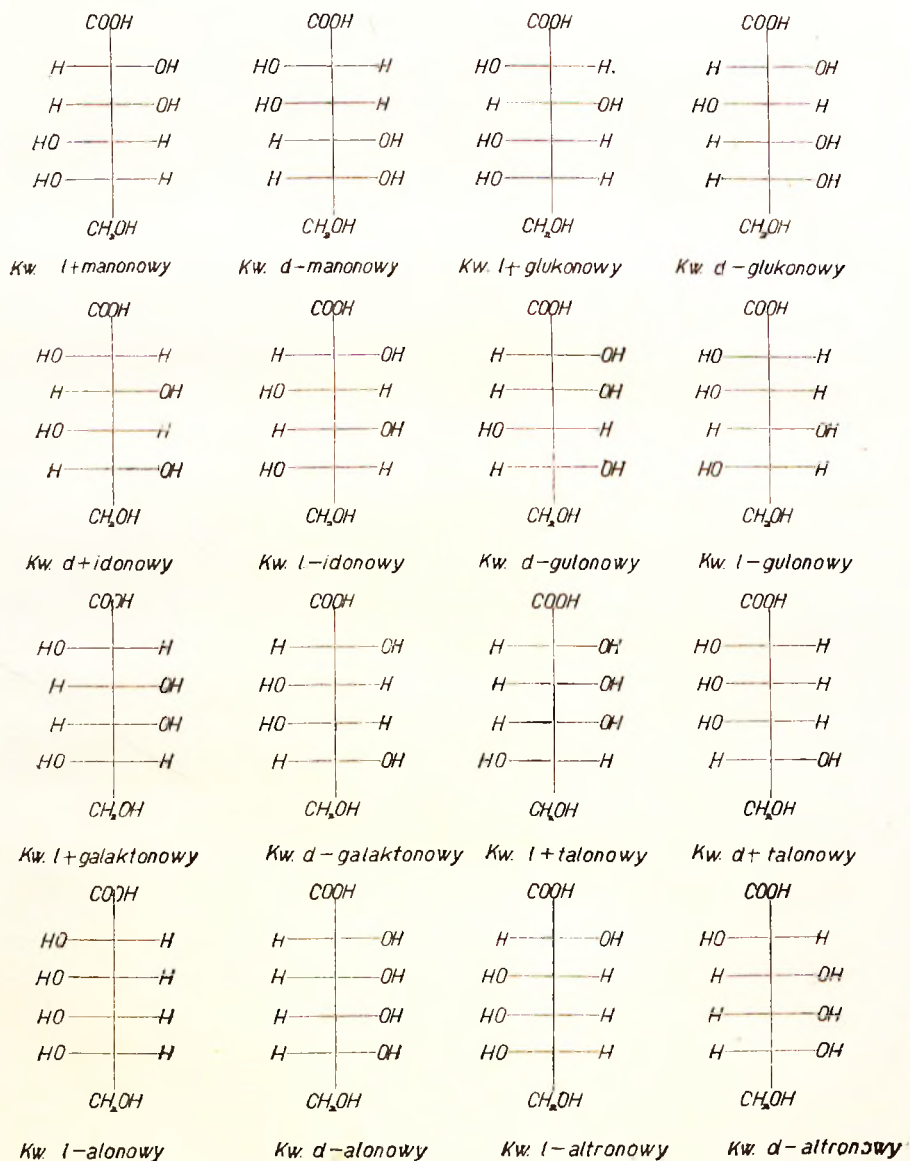 COOH COOH COOH COOH
H OH HO H HO H. H OH
H OH HO H H OH HO H
HO H H OH HO H H OH
HO H H OH HO H H OH
CH₂OH CH₂OH CH₂OH CH₂OH
Kw. l+manonowy Kw. d-manonowy Kw. l+glukonowy Kw. d-glukonowy
COOH COOH COOH COOH
HO H H OH H OH HO H
H OH HO H H OH HO H
HO H H OH HO H H OH
H OH HO H H OH HO H
CH₂OH CH₂OH CH₂OH CH₂OH
Kw. d+idonowy Kw. l-idonowy Kw. d-gulonowy Kw. l-gulonowy
COOH COOH COOH COOH
HO H H OH H OH HO H
H OH HO H H OH HO H
H OH HO H H OH HO H
HO H H OH HO H H OH
CH₂OH CH₂OH CH₂OH CH₂OH
Kw. l+galaktonowy Kw. d-galaktonowy Kw. l+talonowy Kw. d+talonowy
COOH COOH COOH COOH
HO H H OH H OH HO H
HO H H OH HO H H OH
HO H H OH HO H H OH
HO H H OH HO H H OH
CH₂OH CH₂OH CH₂OH CH₂OH
Kw. l-alonowy Kw. d-alonowy Kw. l-altronowy Kw. d-altronowy